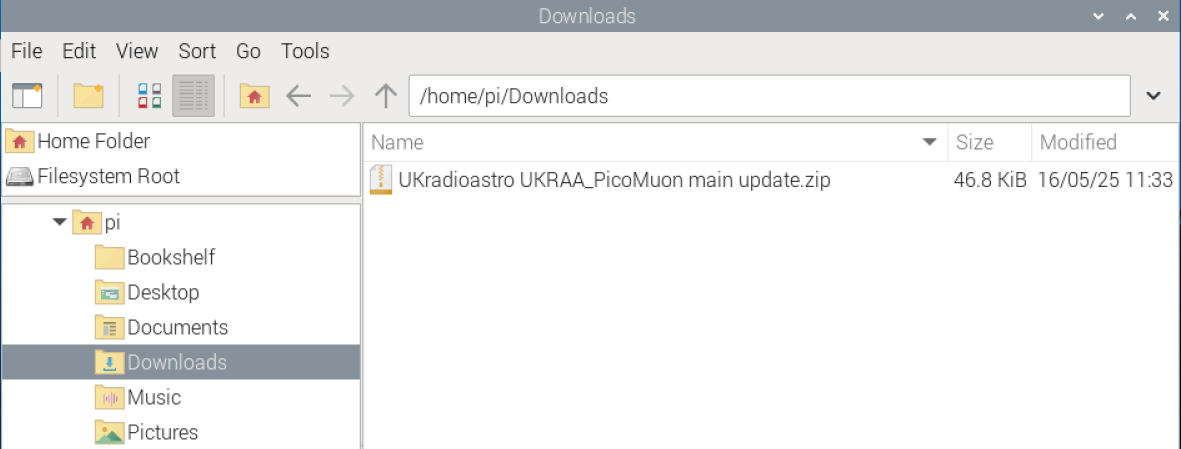 Downloads
File Edit View Sort Go Tools
/home/pi/Downloads
Home Folder
Filesystem Root
pi
Bookshelf
Desktop
Documents
Downloads
Music
Pictures
Name Size Modified
UKradioastro UKRAA_PicoMuon main update.zip 46.8 KiB 16/05/25 11:33